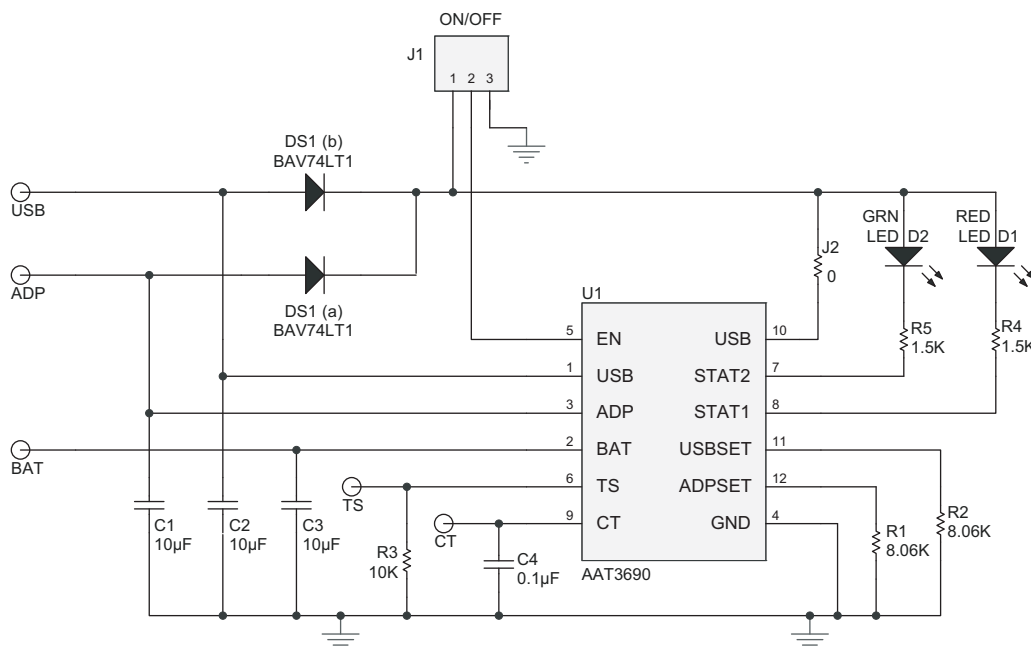 ON/OFF
J1
1 2 3
DS1 (b)
BAV74LT1
USB
ADP
DS1 (a)
BAV74LT1
GRN
LED D2
RED
LED D1
J2
0
R5
1.5K
R4
1.5K
U1
5 EN USB 10
1 USB STAT2 7
3 ADP STAT1 8
2 BAT USBSET 11
6 TS ADPSET 12
9 CT GND 4
AAT3690
BAT
TS
CT
C1
10µF
C2
10µF
C3
10µF
R3
10K
C4
0.1µF
R1
8.06K
R2
8.06K